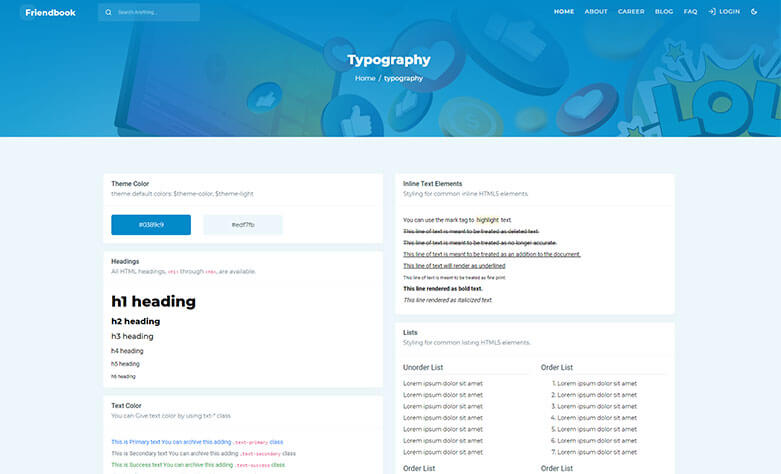 Friendbook
Search Anything...
HOME ABOUT CAREER BLOG FAQ LOGIN
LOL
Typography
Home / typography
Theme Color
theme default colors: $theme-color, $theme-light
#0389c9 #edf7fb
Headings
All HTML headings, <h1> through <h6>, are available.
h1 heading
h2 heading
h3 heading
h4 heading
h5 heading
h6 heading
Text Color
You can Give text color by using txt-* class
This is Primary text You can archive this adding .text-primary class
This is Secondary text You can archive this adding .text-secondary class
This is Success text You can archive this adding .text-success class
Inline Text Elements
Styling for common inline HTML5 elements.
You can use the mark tag to highlight text.
This line of text is meant to be treated as deleted text.
This line of text is meant to be treated as no longer accurate.
This line of text is meant to be treated as an addition to the document.
This line of text will render as underlined
This line of text is meant to be treated as fine print.
This line rendered as bold text.
This line rendered as italicized text.
Lists
Styling for common listing HTML5 elements.
Unorder List
Lorem ipsum dolor sit amet
Lorem ipsum dolor sit amet
Lorem ipsum dolor sit amet
Lorem ipsum dolor sit amet
Lorem ipsum dolor sit amet
Lorem ipsum dolor sit amet
Lorem ipsum dolor sit amet
Order List
1. Lorem ipsum dolor sit amet
2. Lorem ipsum dolor sit amet
3. Lorem ipsum dolor sit amet
4. Lorem ipsum dolor sit amet
5. Lorem ipsum dolor sit amet
6. Lorem ipsum dolor sit amet
7. Lorem ipsum dolor sit amet
Order List Order List